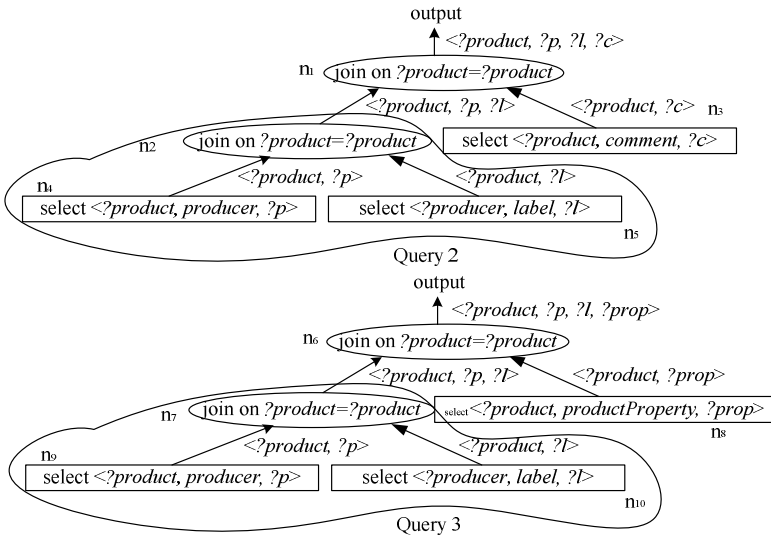 output
<?product, ?p, ?l, ?c>
n1
join on ?product=?product
<?product, ?p, ?l>
<?product, ?c>
n3
n2
join on ?product=?product
select <?product, comment, ?c>
n4
<?product, ?p>
<?product, ?l>
select <?product, producer, ?p>
select <?producer, label, ?l>
n5
Query 2
output
<?product, ?p, ?l, ?prop>
n6
join on ?product=?product
<?product, ?p, ?l>
<?product, ?prop>
n7
join on ?product=?product
select <?product, productProperty, ?prop>
n8
n9
<?product, ?p>
<?product, ?l>
select <?product, producer, ?p>
select <?producer, label, ?l>
n10
Query 3